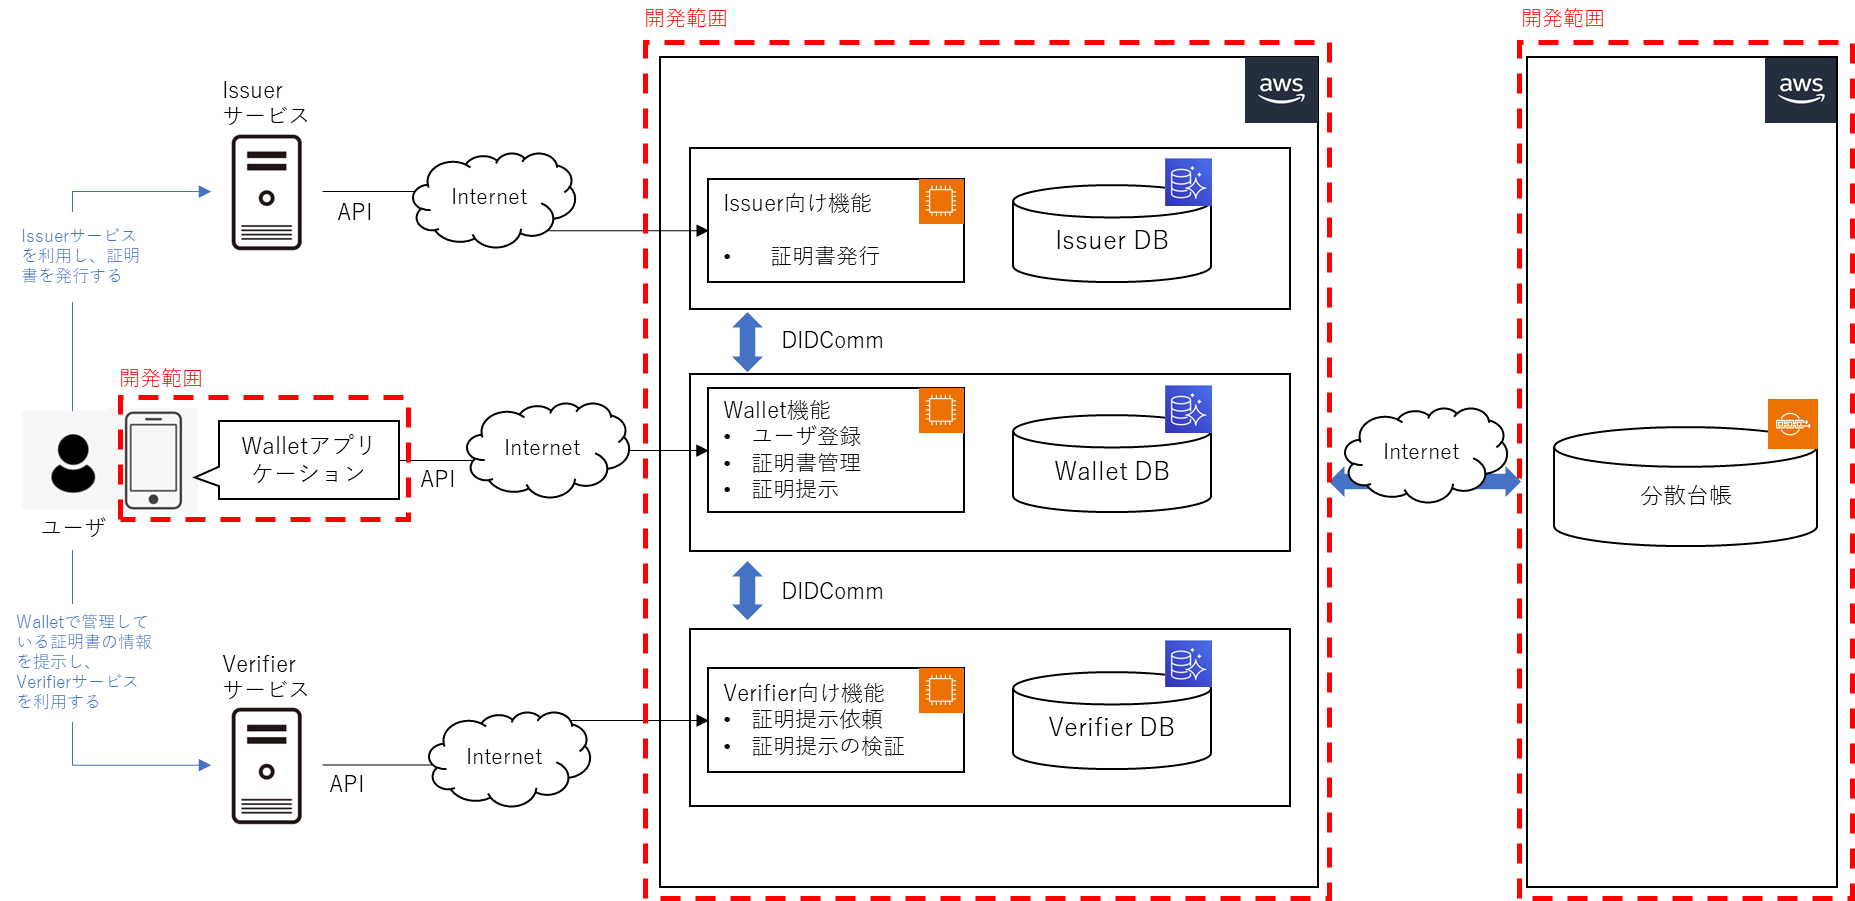 開発範囲
開発範囲
aws
aws
Issuer
サービス
Internet
API
Issuer向け機能
• 証明書発行
Issuer DB
Issuerサービス
を利用し、証明
書を発行する
DIDComm
開発範囲
Walletアプリ
ケーション
ユーザ
API
Internet
Wallet機能
• ユーザ登録
• 証明書管理
• 証明提示
Wallet DB
Internet
分散台帳
DIDComm
Walletで管理して
いる証明書の情報
を提示し、
Verifierサービス
を利用する
Verifier
サービス
API
Internet
Verifier向け機能
• 証明提示依頼
• 証明提示の検証
Verifier DB